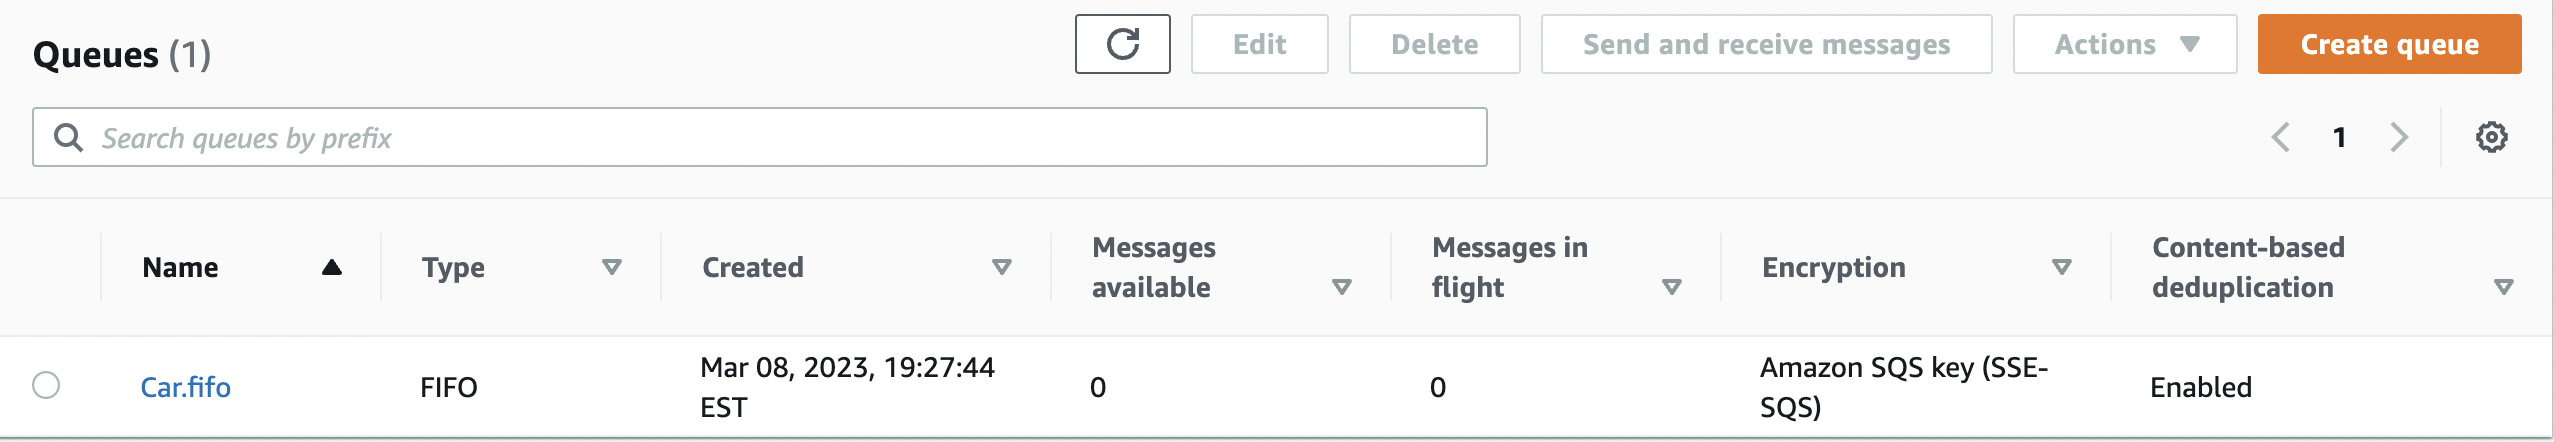 Queues (1)
Edit
Delete
Send and receive messages
Actions
Create queue
Search queues by prefix
1
Name
Type
Created
Messages
available
Messages in
flight
Encryption
Content-based
deduplication
Car.fifo
FIFO
Mar 08, 2023, 19:27:44
EST
0
0
Amazon SQS key (SSE-
SQS)
Enabled